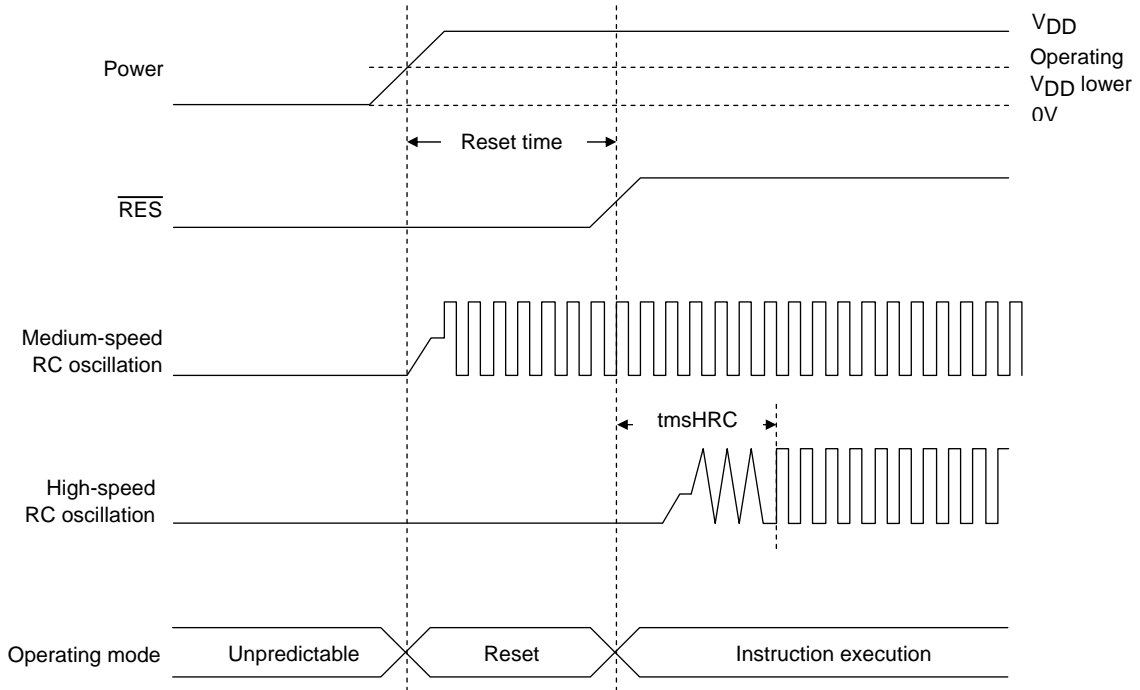 VDD
Operating
VDD lower
0V
Power
Reset time
RES
Medium-speed
RC oscillation
tmsHRC
High-speed
RC oscillation
Operating mode
Unpredictable
Reset
Instruction execution